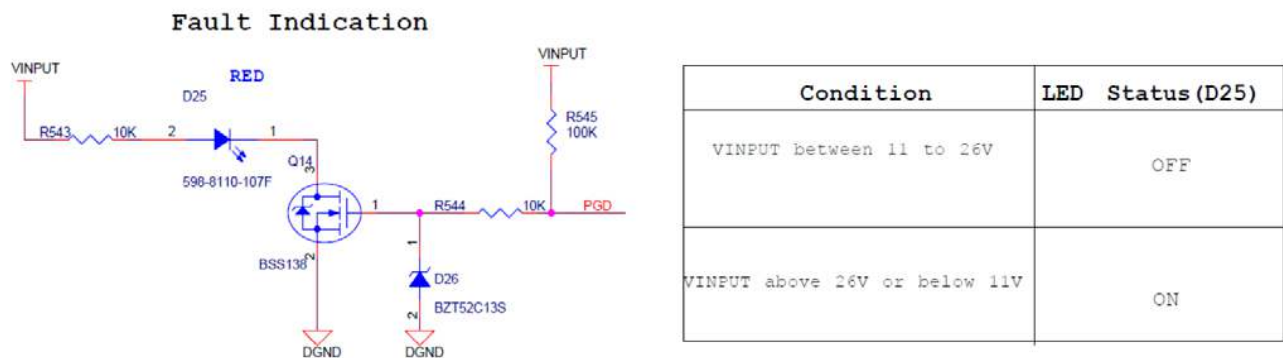 Fault Indication
VINPUT
RED
D25
R543 10K 2 1
598-8110-107F
Q14
3
1
2
BSS138
DGND
VINPUT
R545
100K
R544 10K PGD
1
D26
BZT52C13S
2
DGND
Condition LED Status(D25)
VINPUT between 11 to 26V OFF
VINPUT above 26V or below 11V ON